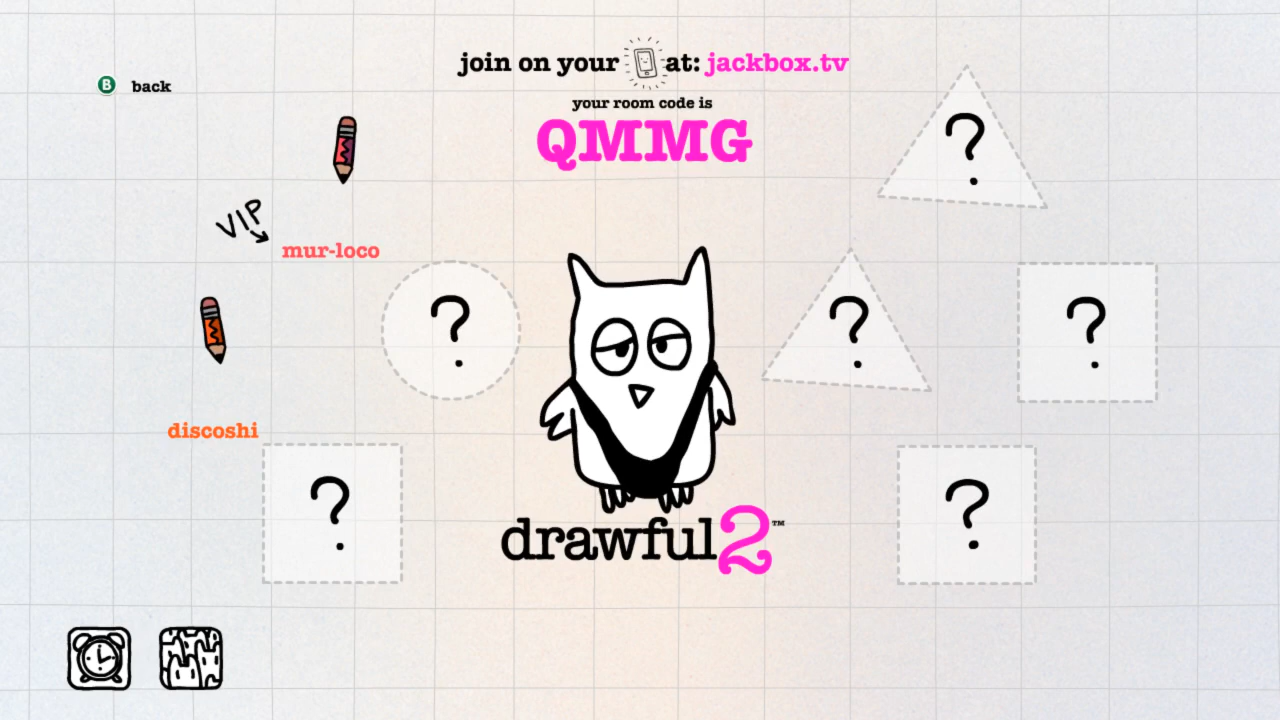 join on your at: jackbox.tv
B back
your room code is
QMMG
?
VIP
mur-loco
?
?
?
discoshi
?
?
drawful2™